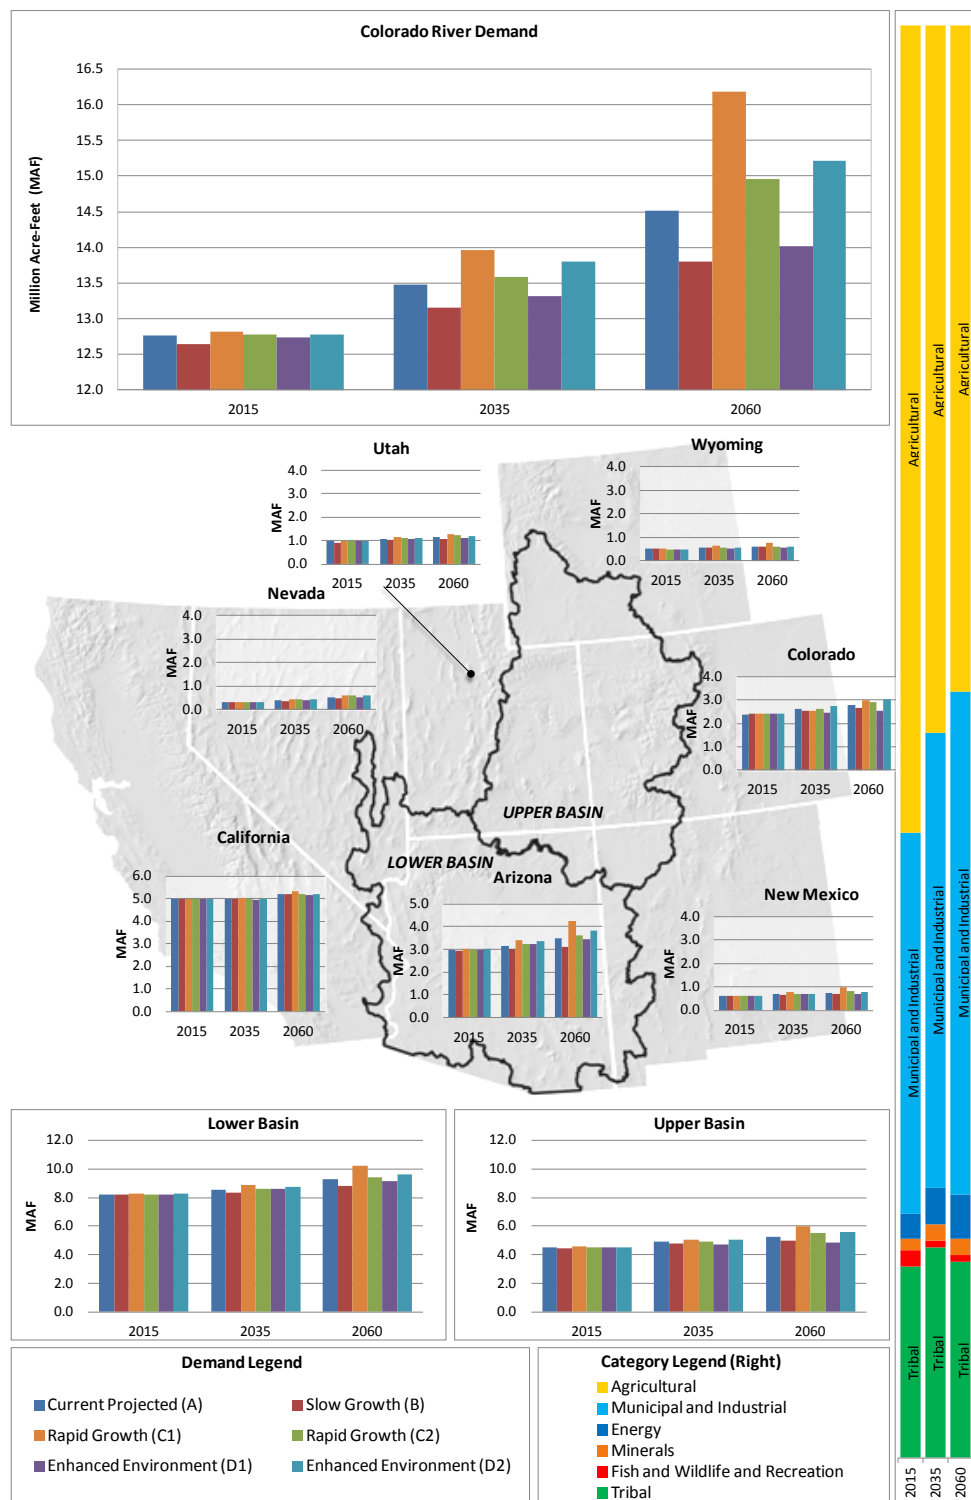 Colorado River Demand
Million Acre-Feet (MAF)
16.5
16.0
15.5
15.0
14.5
14.0
13.5
13.0
12.5
12.0
2015 2035 2060
Utah
MAF
4.0
3.0
2.0
1.0
0.0
2015 2035 2060
Wyoming
MAF
4.0
3.0
2.0
1.0
0.0
2015 2035 2060
Nevada
MAF
4.0
3.0
2.0
1.0
0.0
2015 2035 2060
Colorado
MAF
4.0
3.0
2.0
1.0
0.0
2015 2035 2060
UPPER BASIN
LOWER BASIN
California
MAF
6.0
5.0
4.0
3.0
2.0
1.0
0.0
2015 2035 2060
Arizona
MAF
5.0
4.0
3.0
2.0
1.0
0.0
2015 2035 2060
New Mexico
MAF
4.0
3.0
2.0
1.0
0.0
2015 2035 2060
Lower Basin
MAF
12.0
10.0
8.0
6.0
4.0
2.0
0.0
2015 2035 2060
Upper Basin
MAF
12.0
10.0
8.0
6.0
4.0
2.0
0.0
2015 2035 2060
Demand Legend
Current Projected (A)
Slow Growth (B)
Rapid Growth (C1)
Rapid Growth (C2)
Enhanced Environment (D1)
Enhanced Environment (D2)
Category Legend (Right)
Agricultural
Municipal and Industrial
Energy
Minerals
Fish and Wildlife and Recreation
Tribal
Agricultural
Municipal and Industrial
Tribal
2015
Agricultural
Municipal and Industrial
Tribal
2035
Agricultural
Municipal and Industrial
Tribal
2060